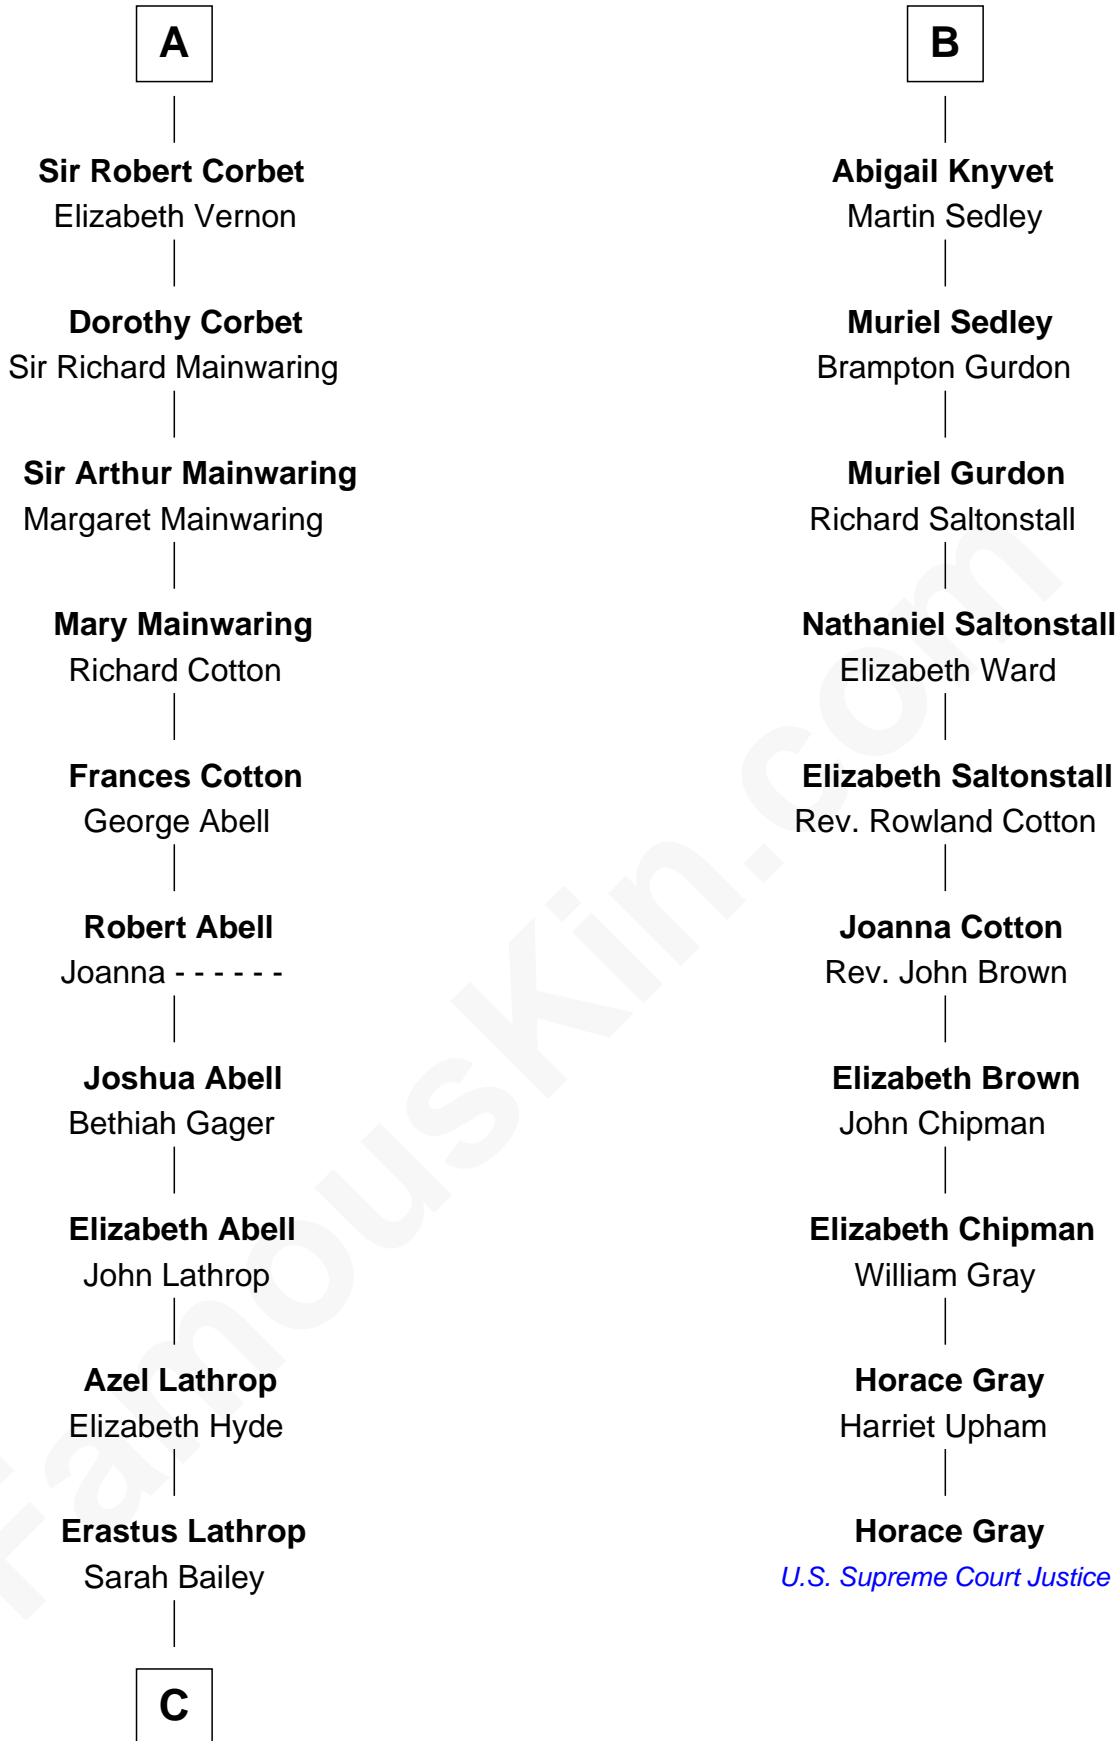 A
Sir Robert Corbet
Elizabeth Vernon
Dorothy Corbet
Sir Richard Mainwaring
Sir Arthur Mainwaring
Margaret Mainwaring
Mary Mainwaring
Richard Cotton
Frances Cotton
George Abell
Robert Abell
Joanna - - - - - -
Joshua Abell
Bethiah Gager
Elizabeth Abell
John Lathrop
Azel Lathrop
Elizabeth Hyde
Erastus Lathrop
Sarah Bailey
C
B
Abigail Knyvet
Martin Sedley
Muriel Sedley
Brampton Gurdon
Muriel Gurdon
Richard Saltonstall
Nathaniel Saltonstall
Elizabeth Ward
Elizabeth Saltonstall
Rev. Rowland Cotton
Joanna Cotton
Rev. John Brown
Elizabeth Brown
John Chipman
Elizabeth Chipman
William Gray
Horace Gray
Harriet Upham
Horace Gray
U.S. Supreme Court Justice
FamousKin.com